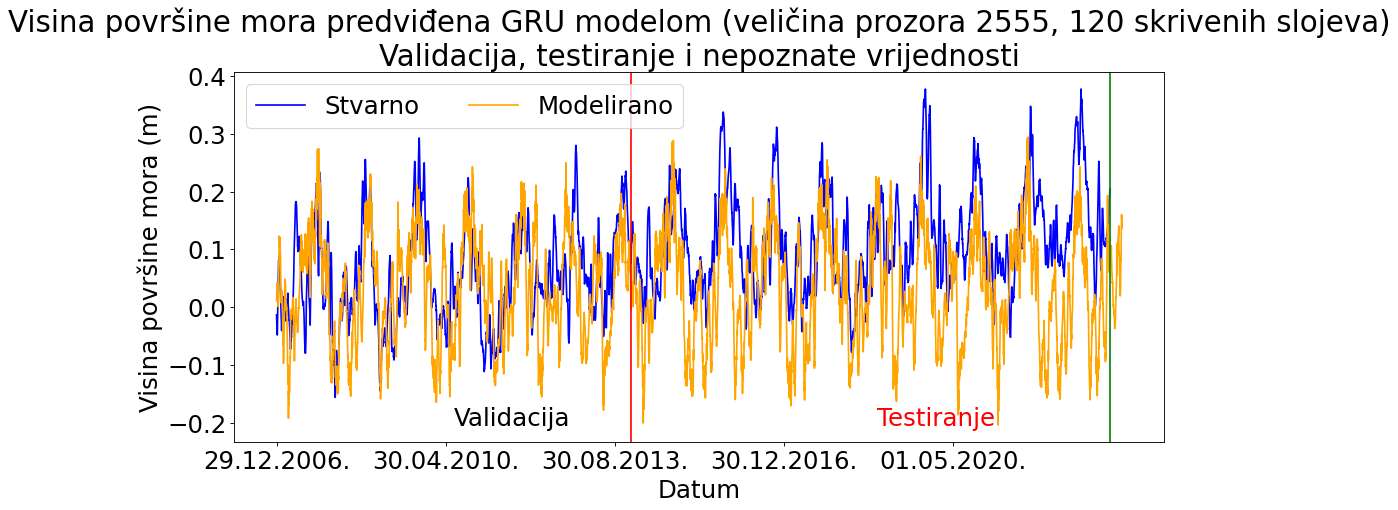 Visina površine mora predviđena GRU modelom (veličina prozora 2555, 120 skrivenih slojeva)
Validacija, testiranje i nepoznate vrijednosti
Stvarno
Modelirano
Visina površine mora (m)
0.4
0.3
0.2
0.1
0.0
−0.1
−0.2
Validacija
Testiranje
29.12.2006.
30.04.2010.
30.08.2013.
30.12.2016.
01.05.2020.
Datum